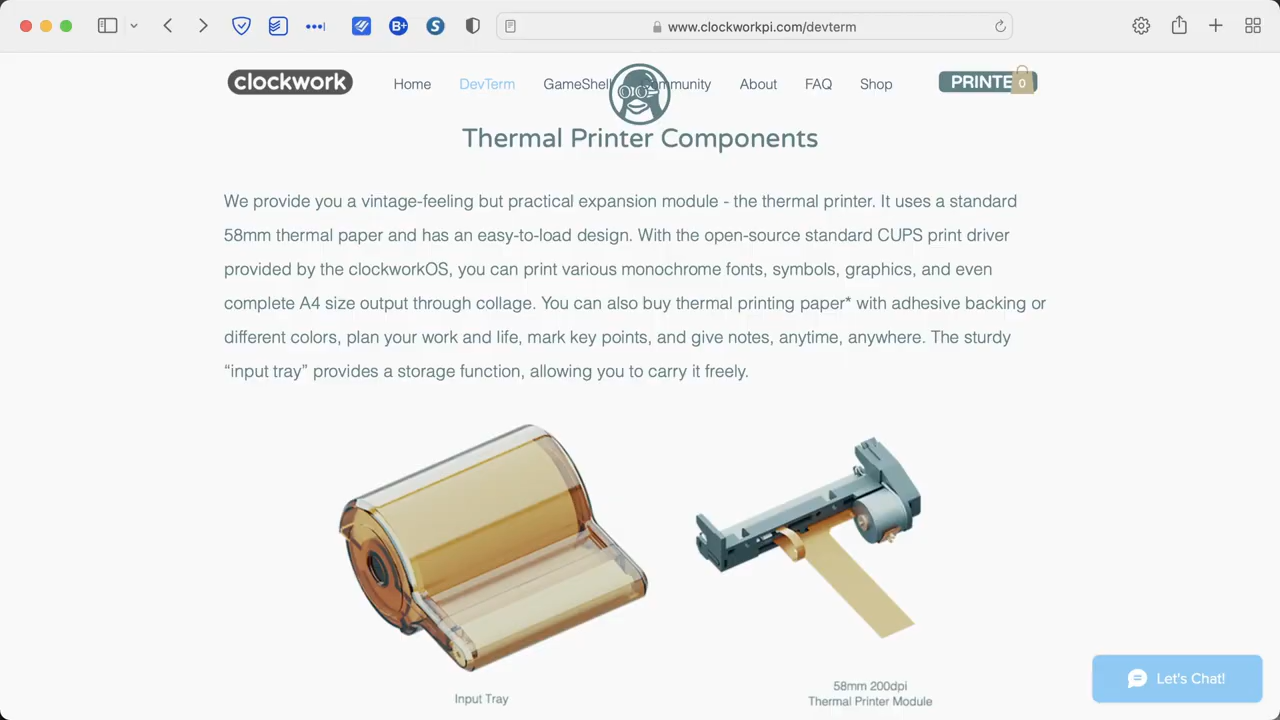 www.clockworkpi.com/devterm
clockwork
Home
DevTerm
GameShell
mmunity
About
FAQ
Shop
PRINTE
0
Thermal Printer Components
We provide you a vintage-feeling but practical expansion module - the thermal printer. It uses a standard
58mm thermal paper and has an easy-to-load design. With the open-source standard CUPS print driver
provided by the clockworkOS, you can print various monochrome fonts, symbols, graphics, and even
complete A4 size output through collage. You can also buy thermal printing paper* with adhesive backing or
different colors, plan your work and life, mark key points, and give notes, anytime, anywhere. The sturdy
“input tray” provides a storage function, allowing you to carry it freely.
Input Tray
58mm 200dpi
Thermal Printer Module
Let's Chat!